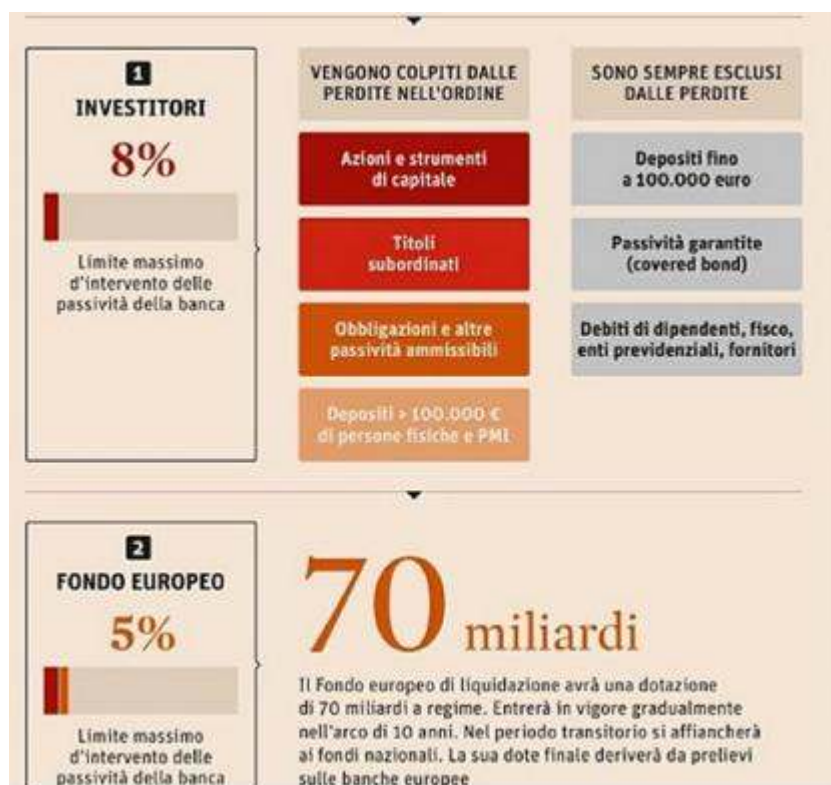 1
INVESTITORI
8%
Limite massimo
d'intervento delle
passività della banca
VENGONO COLPITI DALLE
PERDITE NELL'ORDINE
Azioni e strumenti
di capitale
Titoli
subordinati
Obbligazioni e altre
passività ammissibili
Depositi > 100.000 €
di persone fisiche e PMI
SONO SEMPRE ESCLUSI
DALLE PERDITE
Depositi fino
a 100.000 euro
Passività garantite
(covered bond)
Debiti di dipendenti, fisco,
enti previdenziali, fornitori
2
FONDO EUROPEO
5%
Limite massimo
d'intervento delle
passività della banca
70 miliardi
Il Fondo europeo di liquidazione avrà una dotazione
di 70 miliardi a regime. Entrerà in vigore gradualmente
nell'arco di 10 anni. Nel periodo transitorio si affiancherà
ai fondi nazionali. La sua dote finale deriverà da prelievi
sulle banche europee